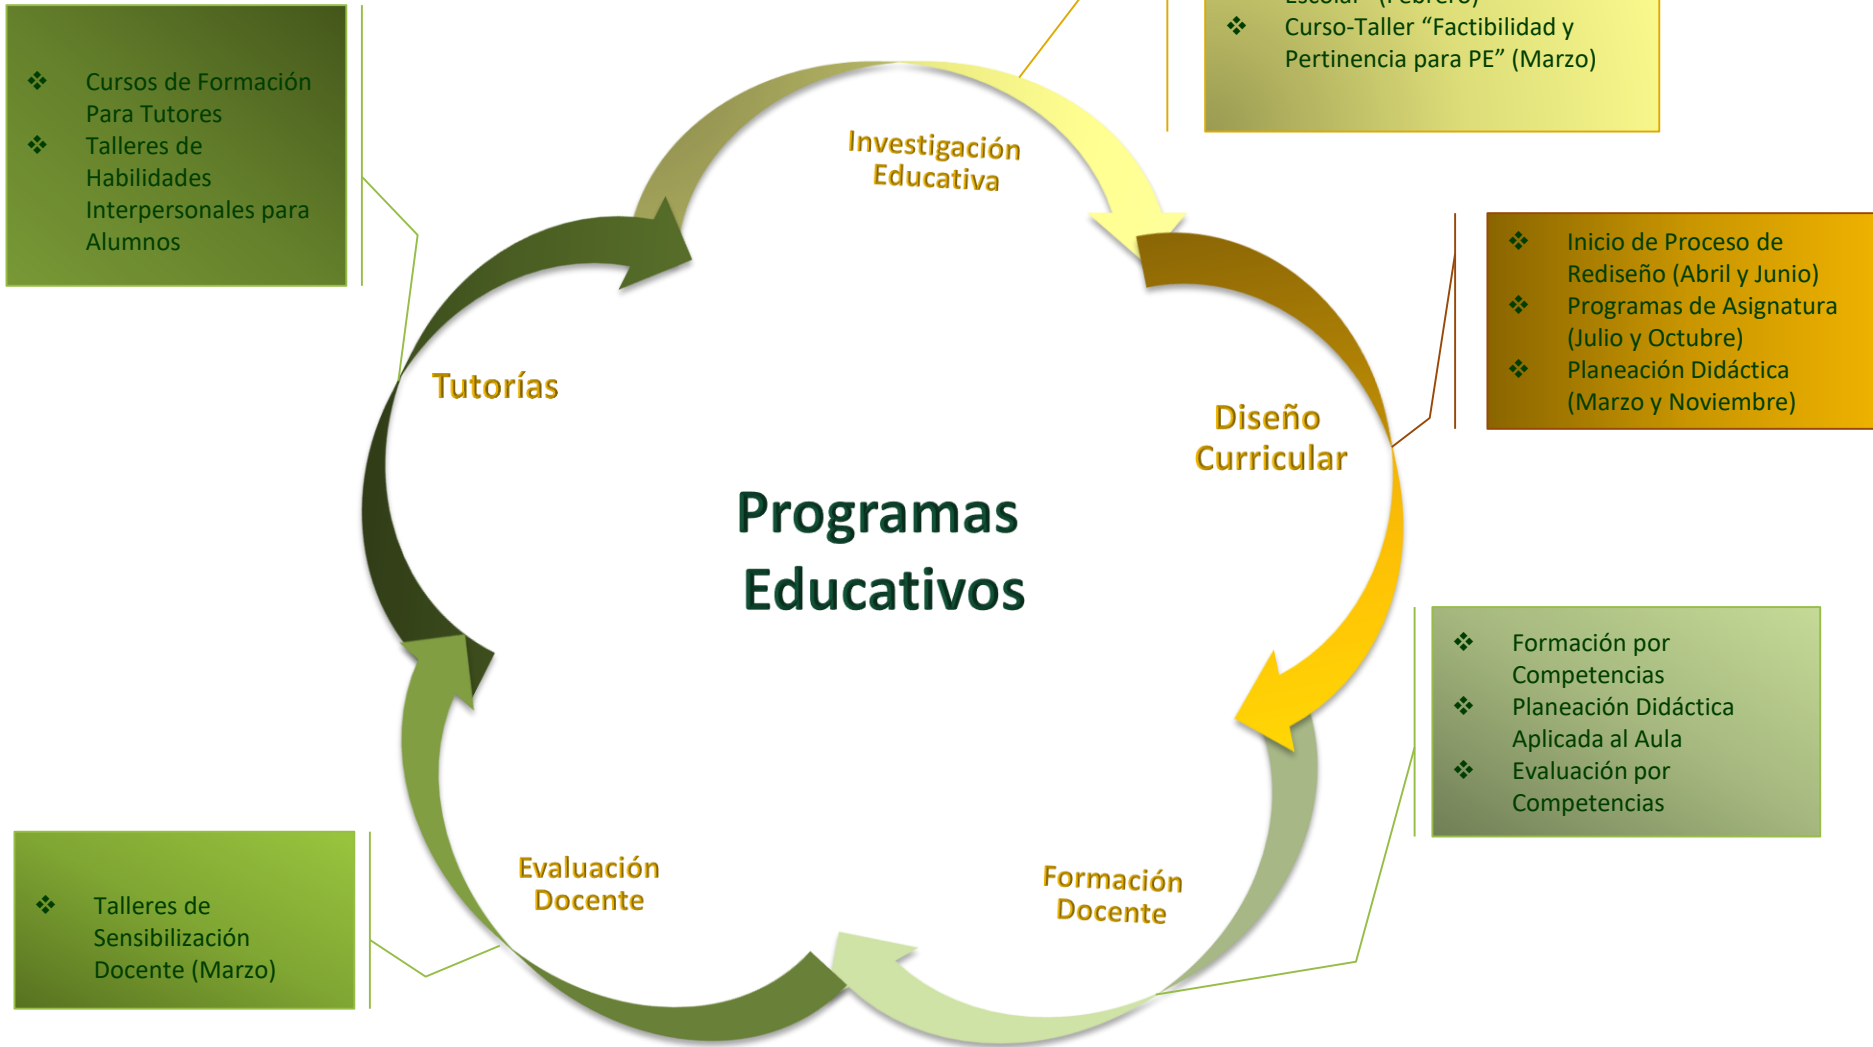 Escolar” (Febrero)
❖ Curso-Taller “Factibilidad y
Pertinencia para PE” (Marzo)
❖ Cursos de Formación
Para Tutores
❖ Talleres de
Habilidades
Interpersonales para
Alumnos
Investigación
Educativa
❖ Inicio de Proceso de
Rediseño (Abril y Junio)
❖ Programas de Asignatura
(Julio y Octubre)
❖ Planeación Didáctica
(Marzo y Noviembre)
Tutorías
Diseño
Curricular
Programas
Educativos
❖ Formación por
Competencias
❖ Planeación Didáctica
Aplicada al Aula
❖ Evaluación por
Competencias
Evaluación
Docente
Formación
Docente
❖ Talleres de
Sensibilización
Docente (Marzo)